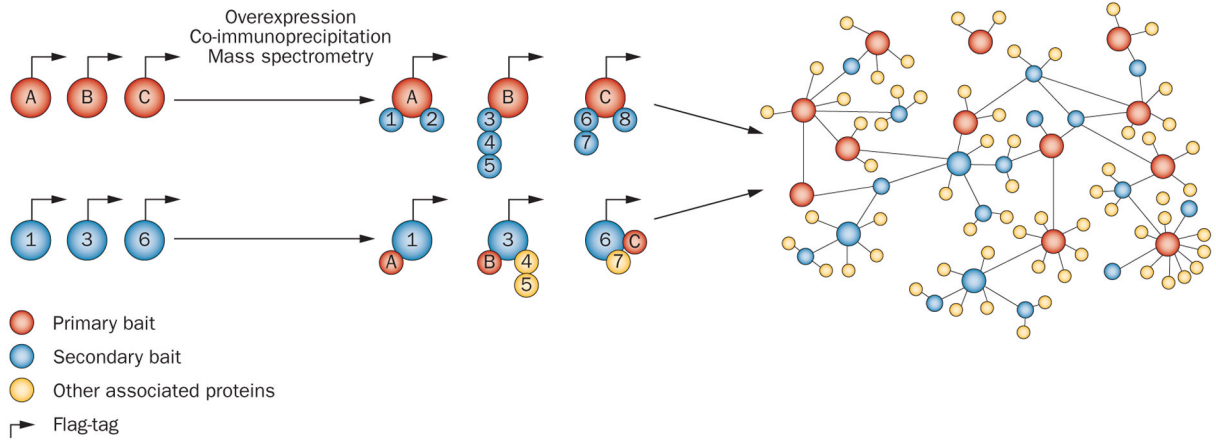 Overexpression
Co-immunoprecipitation
Mass spectrometry
A B C
A
1 2
B
3
4
5
C
6 8
7
1 3 6
1
A
3
B 4
5
6 C
7
Primary bait
Secondary bait
Other associated proteins
Flag-tag